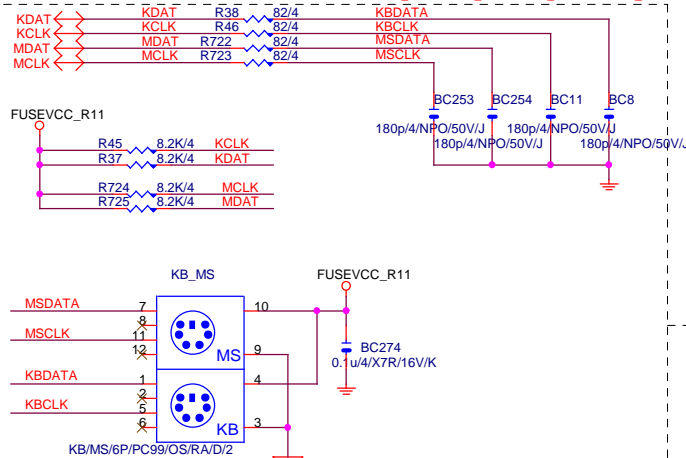 KDAT KDAT R38 82/4 KBDATA
KCLK KCLK R46 82/4 KBCLK
MDAT MDAT R722 82/4 MSDATA
MCLK MCLK R723 82/4 MSCLK
BC253 BC254 BC11 BC8
180p/4/NPO/50V/J 180p/4/NPO/50V/J
180p/4/NPO/50V/J 180p/4/NPO/50V/J
FUSEVCC_R11
R45 8.2K/4 KCLK
R37 8.2K/4 KDAT
R724 8.2K/4 MCLK
R725 8.2K/4 MDAT
KB_MS FUSEVCC_R11
MSDATA 7 10
8
MSCLK 11
12 MS 9
BC274
0.1u/4/X7R/16V/K
KBDATA 1 4
2
KBCLK 5
6 KB 3
KB/MS/6P/PC99/OS/RA/D/2